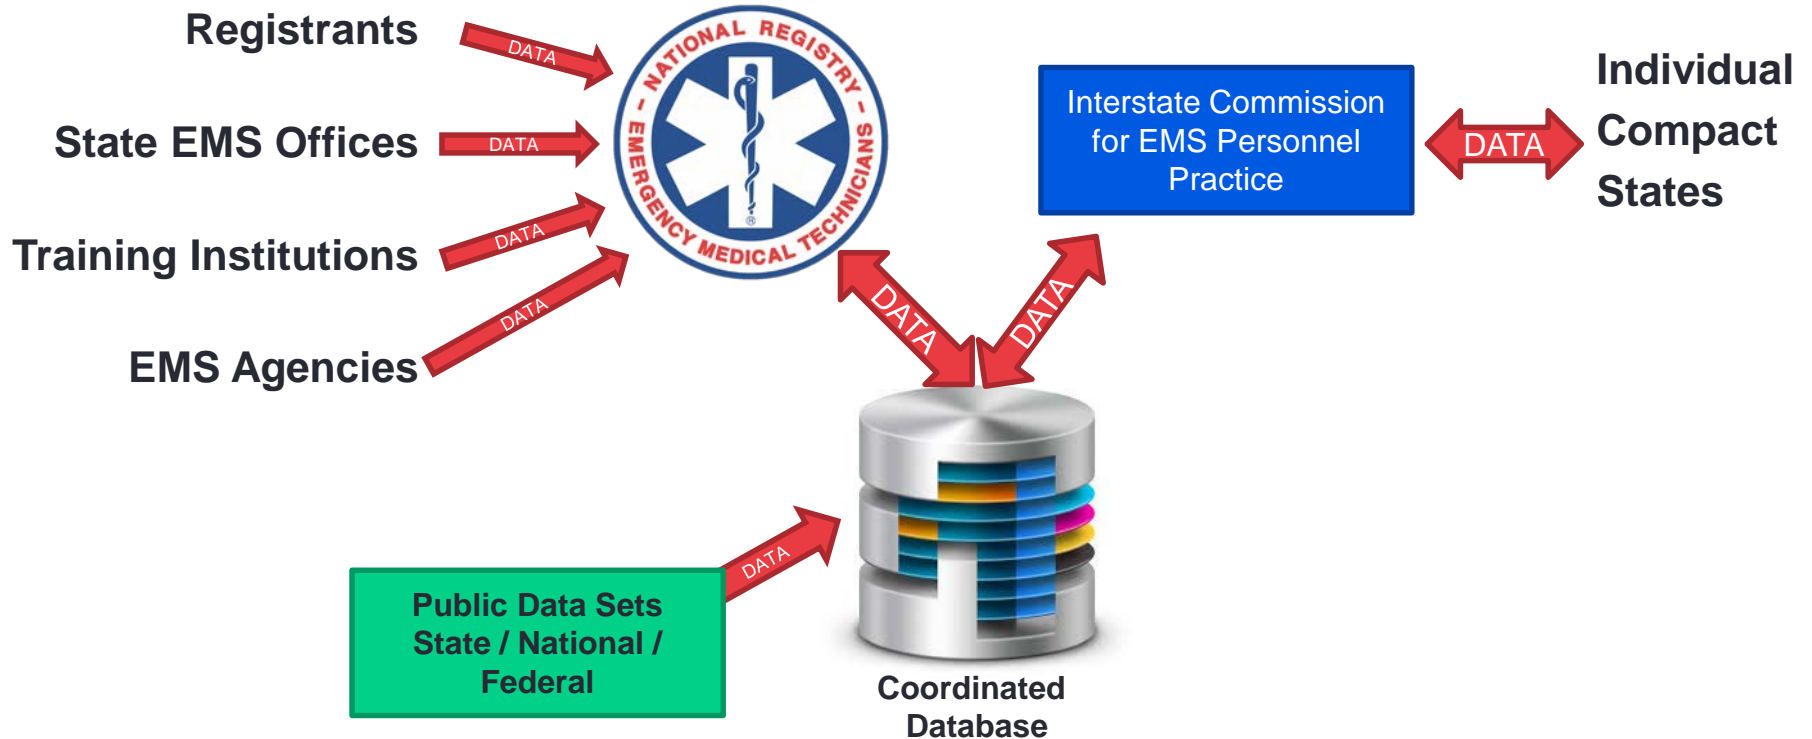 Registrants
DATA
State EMS Offices
DATA
Training Institutions
DATA
EMS Agencies
DATA
NATIONAL REGISTRY
EMERGENCY MEDICAL TECHNICIANS
®
Interstate Commission
for EMS Personnel
Practice
DATA
Individual
Compact
States
DATA
DATA
Public Data Sets
State / National /
Federal
DATA
Coordinated
Database